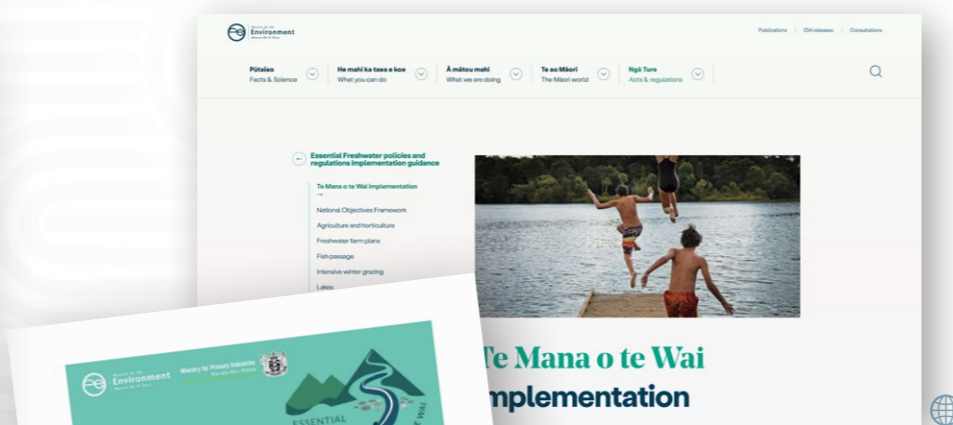 Environment
Publications
OIA releases
Consultations
Pūtaiao
Facts & Science
He mahi ka taea e koe
What you can do
Ā mātou mahi
What we are doing
Te ao Māori
The Māori world
Ngā Ture
Acts & regulations
Essential Freshwater policies and
regulations implementation guidance
Te Mana o te Wai implementation
National Objectives Framework
Agriculture and horticulture
Freshwater farm plans
Fish passage
Intensive winter grazing
Lakes
Te Mana o te Wai
mplementation
Environment
Ministry for Primary Industries
ESSENTIAL
TE WAI